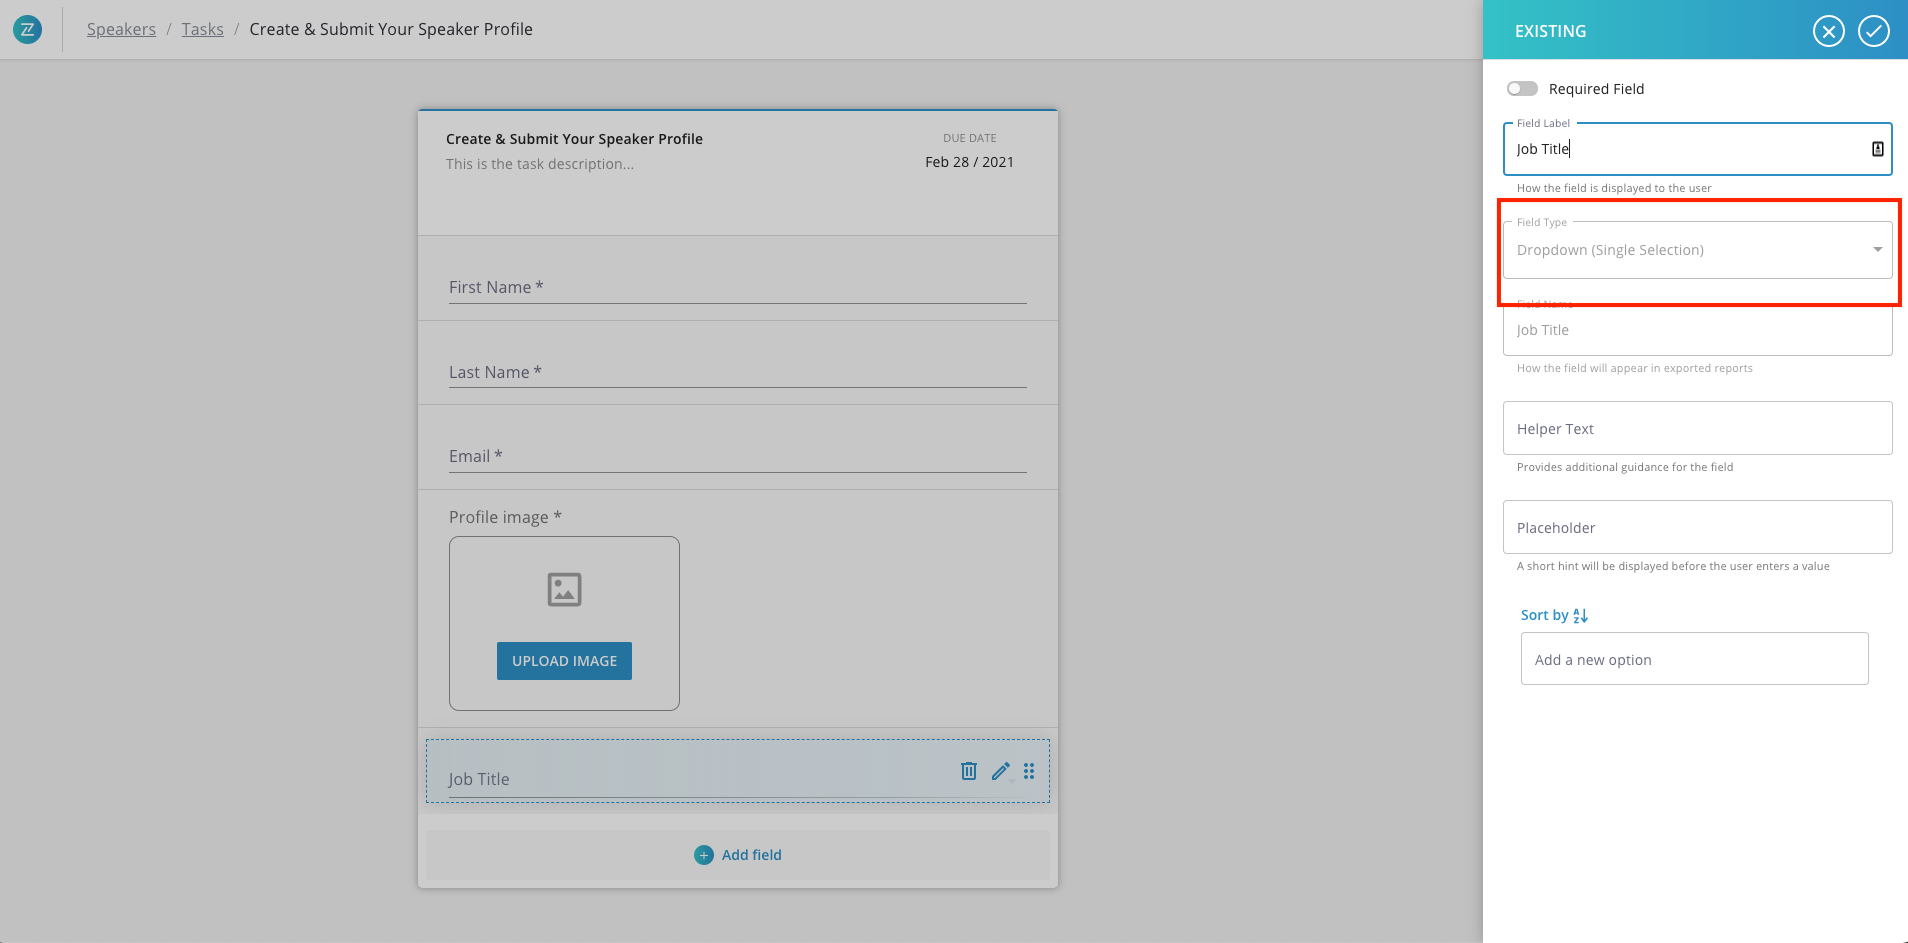 Speakers / Tasks / Create & Submit Your Speaker Profile
Create & Submit Your Speaker Profile
This is the task description...
DUE DATE
Feb 28 / 2021
First Name *
Last Name *
Email *
Profile image *
UPLOAD IMAGE
Job Title
Add field
EXISTING
Required Field
Field Label
Job Title
How the field is displayed to the user
Field Type
Dropdown (Single Selection)
Field Name
Job Title
How the field will appear in exported reports
Helper Text
Provides additional guidance for the field
Placeholder
A short hint will be displayed before the user enters a value
Sort by
Add a new option